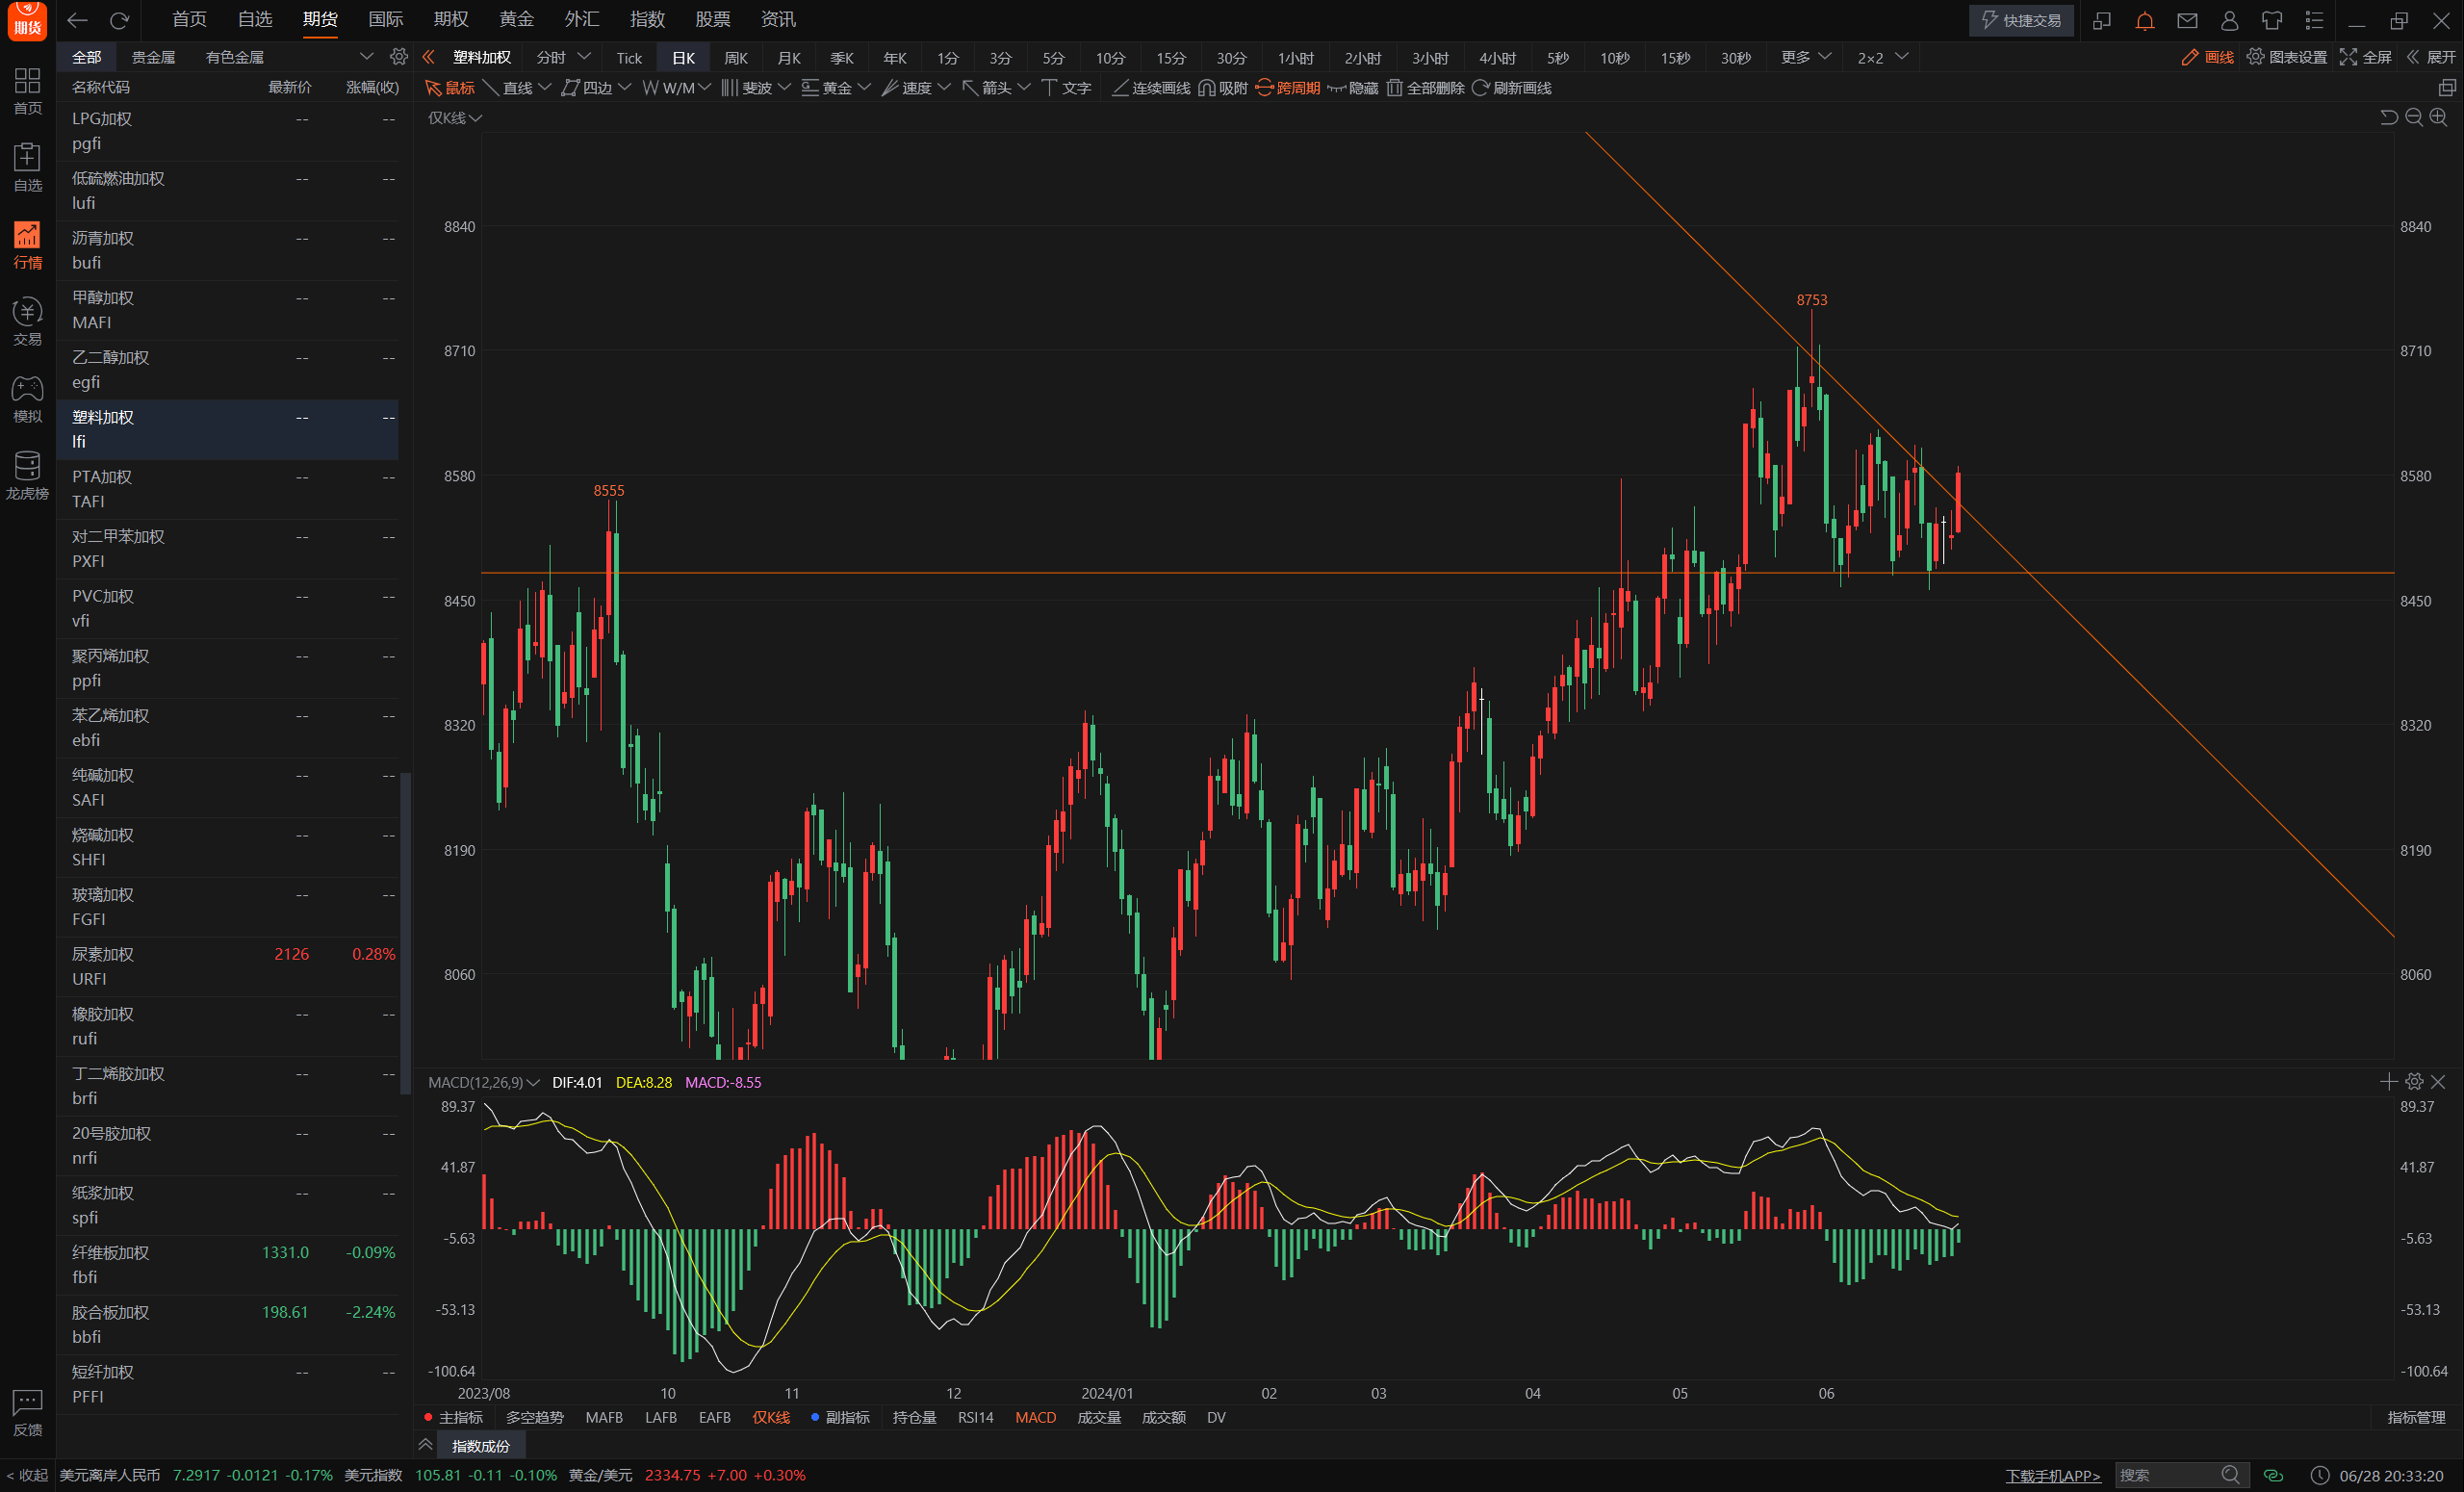 期货
首页 自选 期货 国际 期权 黄金 外汇 指数 股票 资讯
快捷交易
全部 贵金属 有色金属
塑料加权 分时 Tick 日K 周K 月K 季K 年K 1分 3分 5分 10分 15分 30分 1小时 2小时 3小时 4小时 5秒 10秒 15秒 30秒 更多 2×2
画线 图表设置 全屏 展开
鼠标 直线 四边 W/M 斐波 黄金 速度 箭头 文字 连续画线 吸附 跨周期 隐藏 全部删除 刷新画线
首页
自选
行情
交易
模拟
龙虎榜
反馈
名称代码 最新价 涨幅(收)
LPG加权 -- --
pgfi
低硫燃油加权 -- --
lufi
沥青加权 -- --
bufi
甲醇加权 -- --
MAFI
乙二醇加权 -- --
egfi
塑料加权 -- --
lfi
PTA加权 -- --
TAFI
对二甲苯加权 -- --
PXFI
PVC加权 -- --
vfi
聚丙烯加权 -- --
ppfi
苯乙烯加权 -- --
ebfi
纯碱加权 -- --
SAFI
烧碱加权 -- --
SHFI
玻璃加权 -- --
FGFI
尿素加权 2126 0.28%
URFI
橡胶加权 -- --
rufi
丁二烯胶加权 -- --
brfi
20号胶加权 -- --
nrfi
纸浆加权 -- --
spfi
纤维板加权 1331.0 -0.09%
fbfi
胶合板加权 198.61 -2.24%
bbfi
短纤加权 -- --
PFFI
仅K线
8840 8840
8753
8710 8710
8580 8580
8555
8450 8450
8320 8320
8190 8190
8060 8060
MACD(12,26,9) DIF:4.01 DEA:8.28 MACD:-8.55
89.37 89.37
41.87 41.87
-5.63 -5.63
-53.13 -53.13
-100.64 -100.64
2023/08 10 11 12 2024/01 02 03 04 05 06
主指标 多空趋势 MAFB LAFB EAFB 仅K线 副指标 持仓量 RSI14 MACD 成交量 成交额 DV 指标管理
指数成份
< 收起 美元离岸人民币 7.2917 -0.0121 -0.17% 美元指数 105.81 -0.11 -0.10% 黄金/美元 2334.75 +7.00 +0.30% 下载手机APP> 搜索 06/28 20:33:20